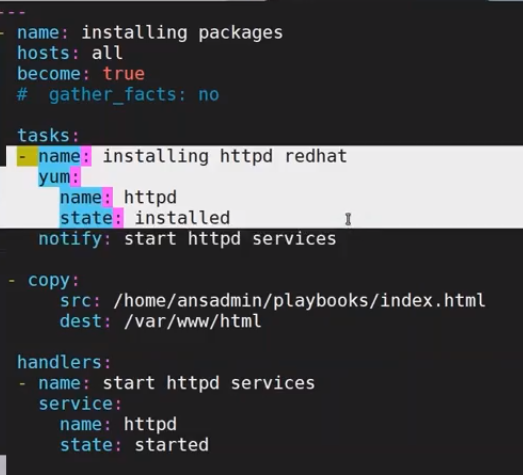 ---
- name: installing packages
  hosts: all
  become: true
  #  gather_facts: no

  tasks:
  - name: installing httpd redhat
    yum:
      name: httpd
      state: installed
    notify: start httpd services

 - copy:
      src: /home/ansadmin/playbooks/index.html
      dest: /var/www/html

  handlers:
  - name: start httpd services
    service:
      name: httpd
      state: started